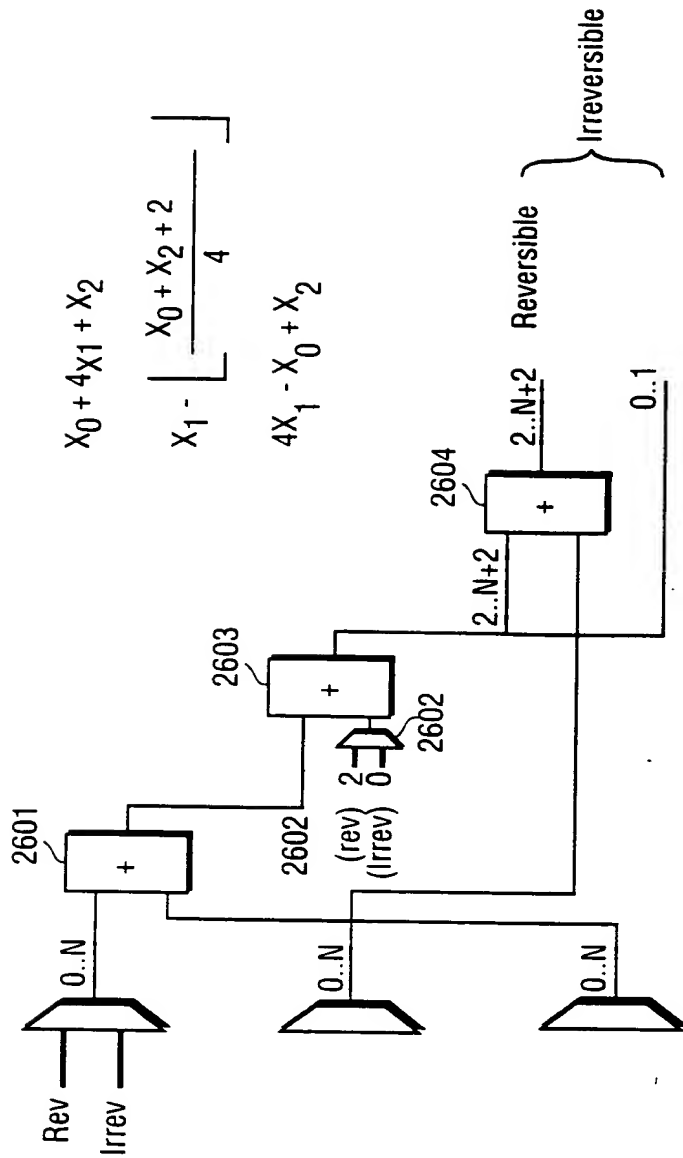 X0 + 4X1 + X2
X1 - ⌊ X0 + X2 + 2 / 4 ⌋
4X1 - X0 + X2
Rev
Irrev
0..N
0..N
0..N
2601
+
2602
(rev) 2
(Irrev) 0
2602
2603
+
2..N+2
2604
+
2..N+2
0..1
Reversible
Irreversible